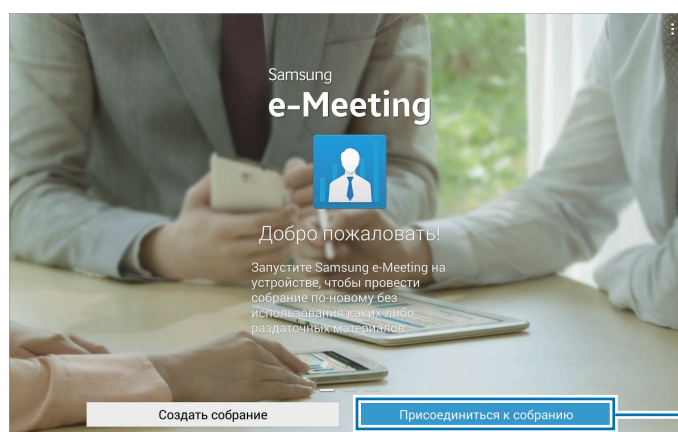 Samsung
e-Meeting
Добро пожаловать!
Запустите Samsung e-Meeting на
устройстве, чтобы провести
собрание по-новому без
использования каких-либо
раздаточных материалов.
Создать собрание
Присоединиться к собранию